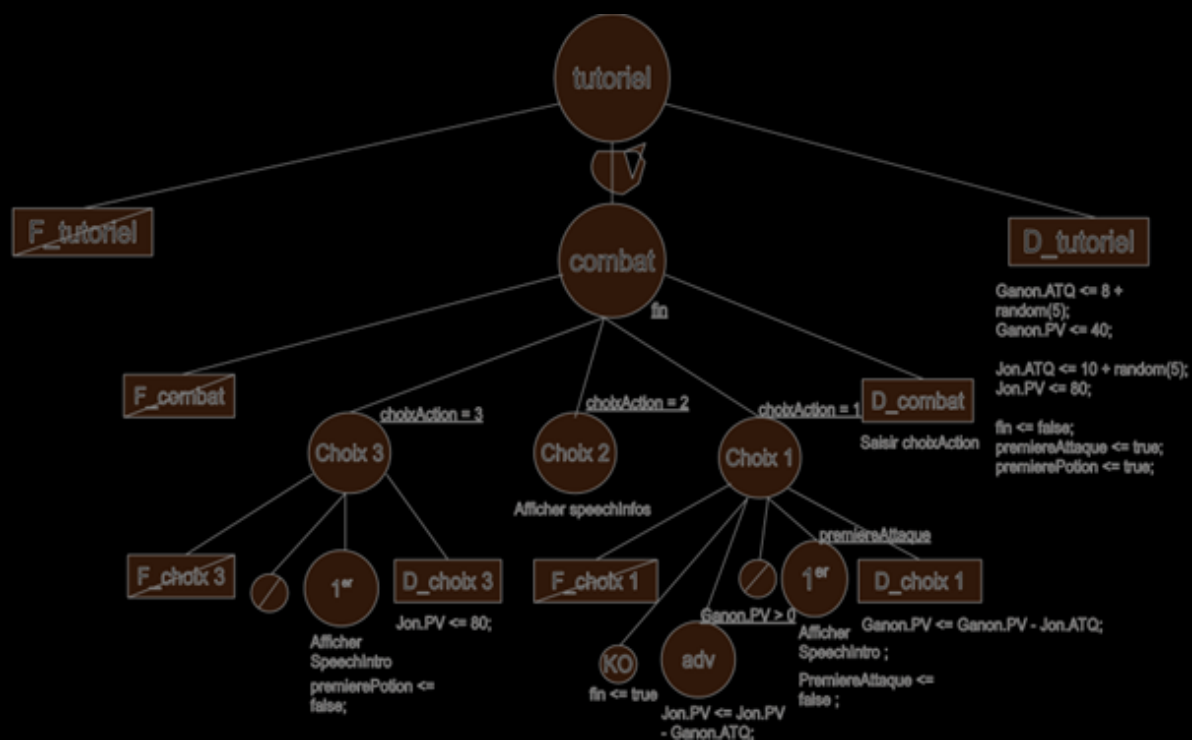 tutoriel
F_tutoriel
combat
D_tutoriel
fin
Ganon.ATQ <= 8 +
random(5);
Ganon.PV <= 40;
Jon.ATQ <= 10 + random(5);
Jon.PV <= 80;
fin <= false;
premiereAttaque <= true;
premierePotion <= true;
F_combat
choixAction = 3
choixAction = 2
choixAction = 1
D_combat
Saisir choixAction
Choix 3
Choix 2
Choix 1
Afficher speechInfos
F_choix 3
1er
D_choix 3
Jon.PV <= 80;
Afficher
SpeechIntro
premierePotion <=
false;
F_choix 1
premiereAttaque
1er
D_choix 1
Ganon.PV <= Ganon.PV - Jon.ATQ;
Ganon.PV > 0
Afficher
SpeechIntro ;
PremiereAttaque <=
false ;
KO
fin <= true
adv
Jon.PV <= Jon.PV
- Ganon.ATQ;